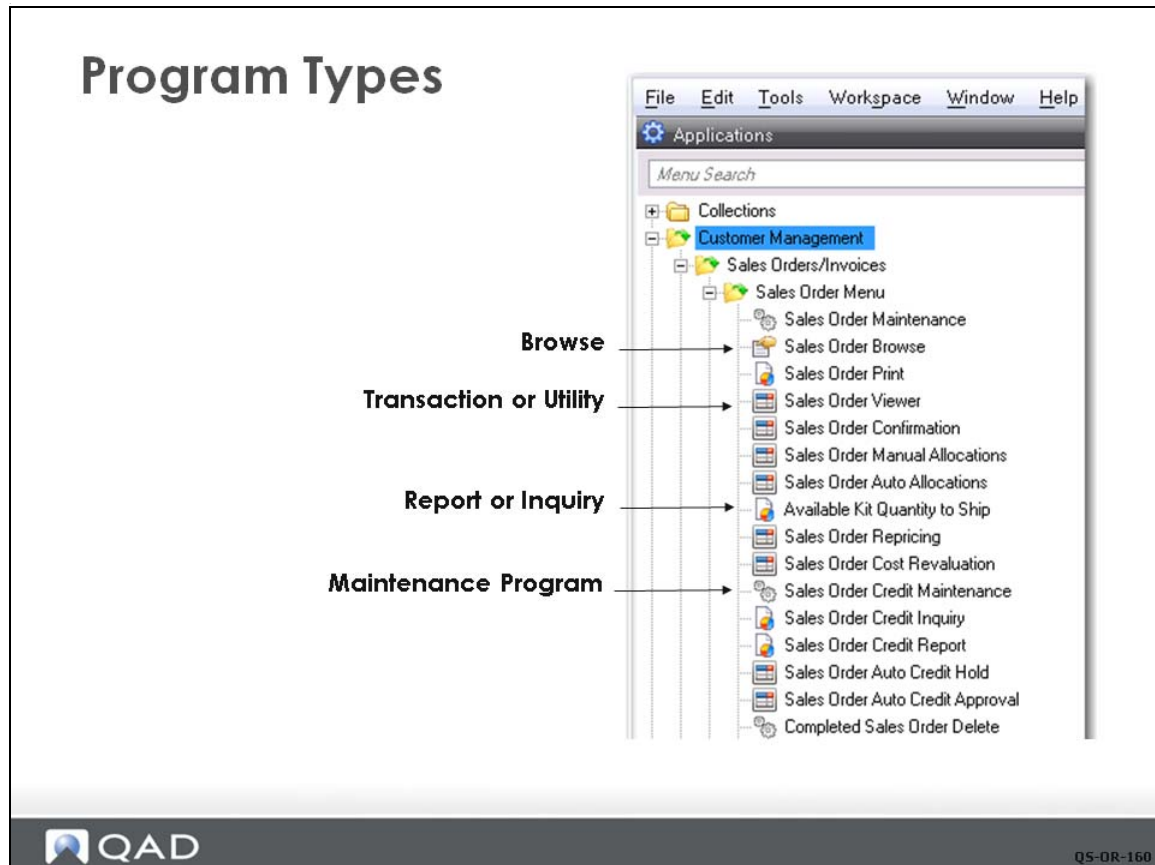 Program Types
File Edit Tools Workspace Window Help
Applications
Menu Search
Collections
Customer Management
Sales Orders/Invoices
Sales Order Menu
Sales Order Maintenance
Browse
Sales Order Browse
Sales Order Print
Transaction or Utility
Sales Order Viewer
Sales Order Confirmation
Sales Order Manual Allocations
Sales Order Auto Allocations
Report or Inquiry
Available Kit Quantity to Ship
Sales Order Repricing
Sales Order Cost Revaluation
Maintenance Program
Sales Order Credit Maintenance
Sales Order Credit Inquiry
Sales Order Credit Report
Sales Order Auto Credit Hold
Sales Order Auto Credit Approval
Completed Sales Order Delete
QAD
QS-OR-160